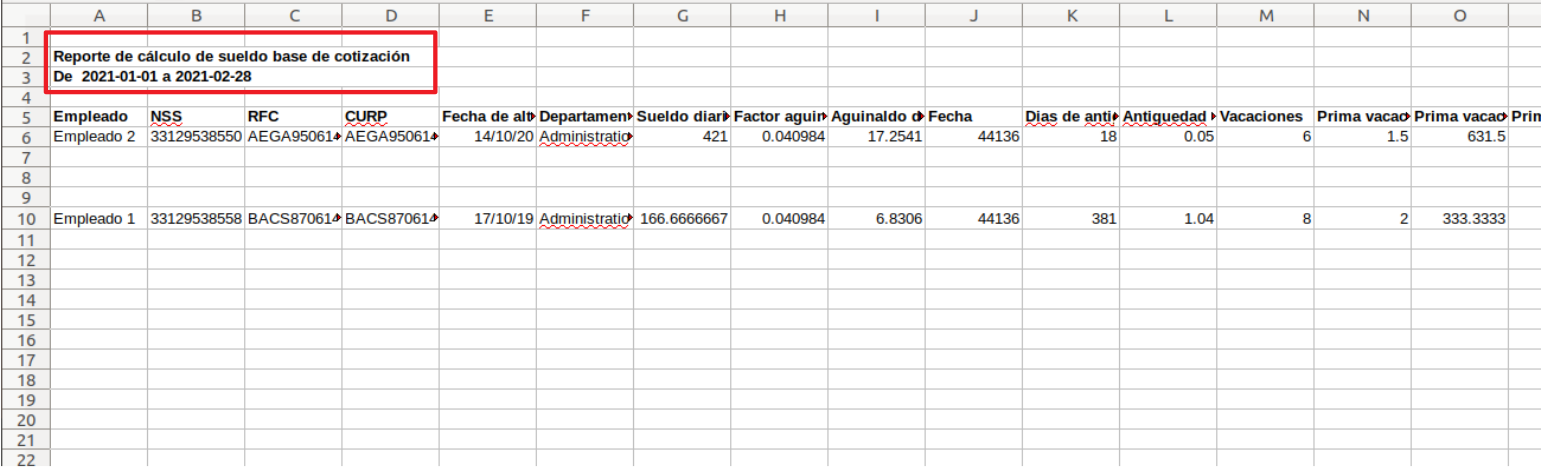 A B C D E F G H I J K L M N O
1
2 Reporte de cálculo de sueldo base de cotización
3 De 2021-01-01 a 2021-02-28
4
5 Empleado NSS RFC CURP Fecha de alt Departamen Sueldo diari Factor aguin Aguinaldo d Fecha Dias de anti Antiguedad Vacaciones Prima vacac Prima vacac Prin
6 Empleado 2 33129538550 AEGA950614 AEGA950614 14/10/20 Administratio 421 0.040984 17.2541 44136 18 0.05 6 1.5 631.5
7
8
9
10 Empleado 1 33129538558 BACS870614 BACS870614 17/10/19 Administratio 166.6666667 0.040984 6.8306 44136 381 1.04 8 2 333.3333
11
12
13
14
15
16
17
18
19
20
21
22